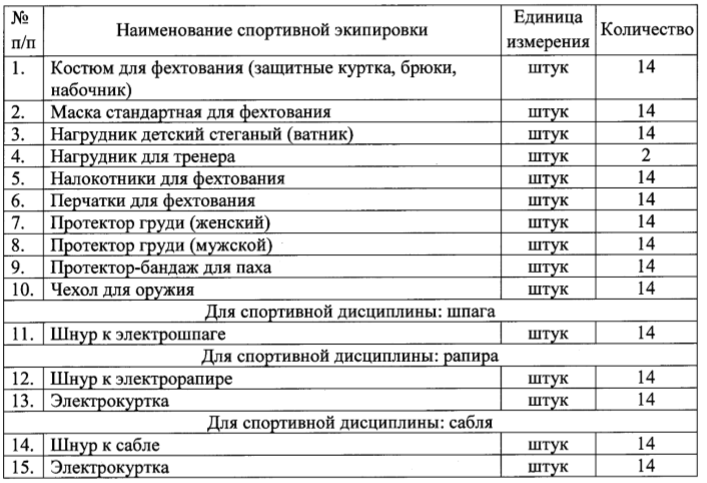 № п/п Наименование спортивной экипировки Единица измерения Количество
1. Костюм для фехтования (защитные куртка, брюки, набочник) штук 14
2. Маска стандартная для фехтования штук 14
3. Нагрудник детский стеганый (ватник) штук 14
4. Нагрудник для тренера штук 2
5. Налокотники для фехтования штук 14
6. Перчатки для фехтования штук 14
7. Протектор груди (женский) штук 14
8. Протектор груди (мужской) штук 14
9. Протектор-бандаж для паха штук 14
10. Чехол для оружия штук 14
Для спортивной дисциплины: шпага
11. Шнур к электрошпаге штук 14
Для спортивной дисциплины: рапира
12. Шнур к электрорапире штук 14
13. Электрокуртка штук 14
Для спортивной дисциплины: сабля
14. Шнур к сабле штук 14
15. Электрокуртка штук 14